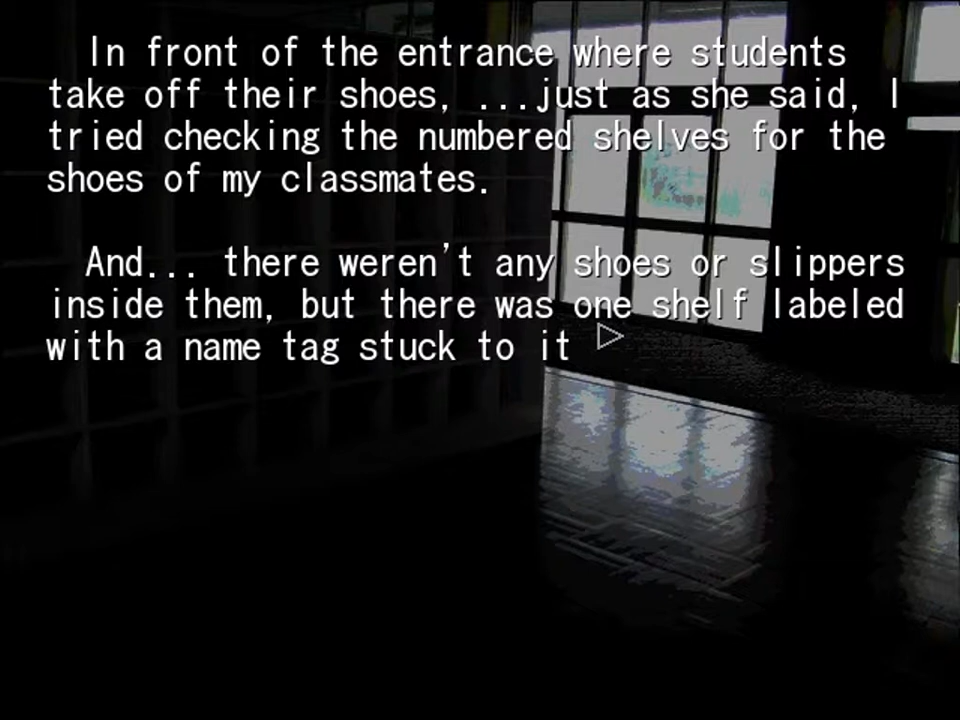 In front of the entrance where students
take off their shoes, ...just as she said, I
tried checking the numbered shelves for the
shoes of my classmates.
And... there weren't any shoes or slippers
inside them, but there was one shelf labeled
with a name tag stuck to it